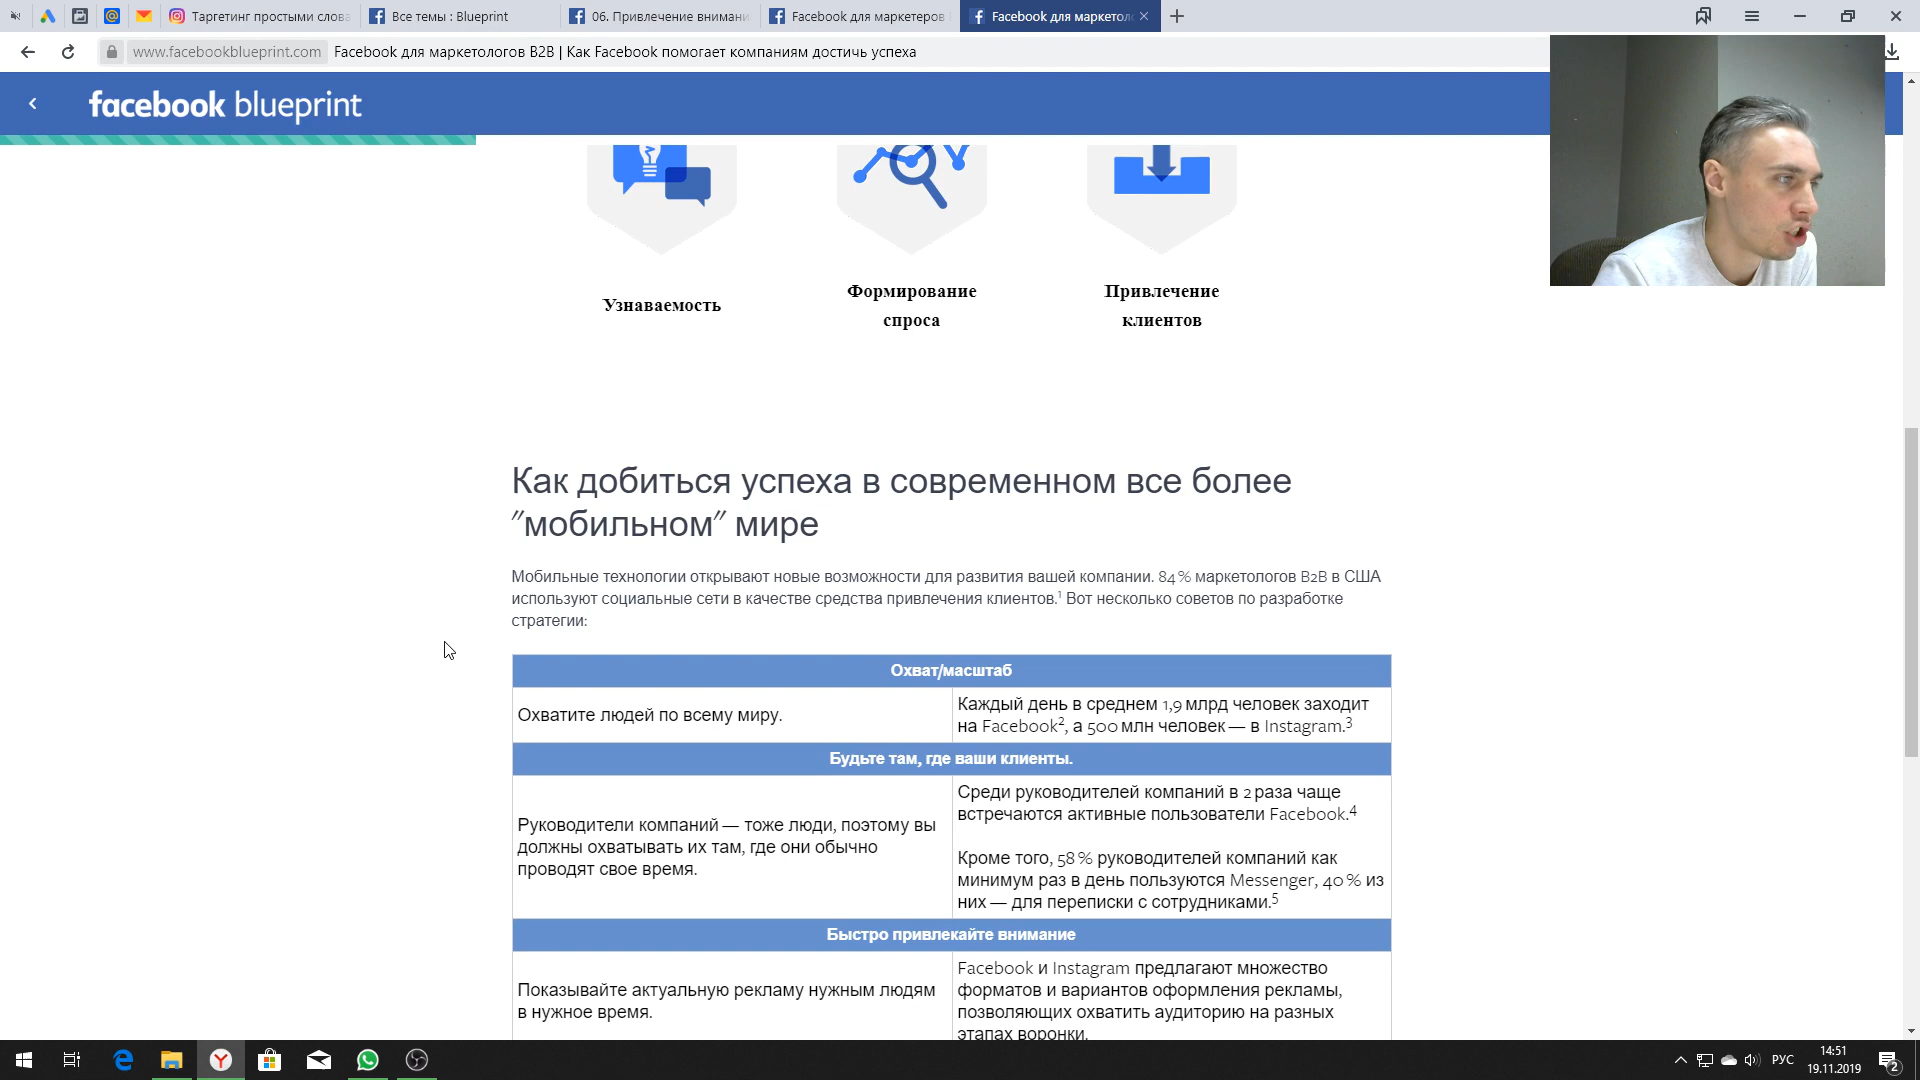 Таргетинг простыми слова
Все темы : Blueprint
06. Привлечение внимани
Facebook для маркетеров
Facebook для маркетол
www.facebookblueprint.com
Facebook для маркетологов B2B | Как Facebook помогает компаниям достичь успеха
facebook blueprint
Узнаваемость
Формирование
спроса
Привлечение
клиентов
Как добиться успеха в современном все более
"мобильном" мире
Мобильные технологии открывают новые возможности для развития вашей компании. 84 % маркетологов B2B в США
используют социальные сети в качестве средства привлечения клиентов.¹ Вот несколько советов по разработке
стратегии:
Охват/масштаб
Охватите людей по всему миру.
Каждый день в среднем 1,9 млрд человек заходит
на Facebook², а 500 млн человек — в Instagram.³
Будьте там, где ваши клиенты.
Руководители компаний — тоже люди, поэтому вы
должны охватывать их там, где они обычно
проводят свое время.
Среди руководителей компаний в 2 раза чаще
встречаются активные пользователи Facebook.⁴
Кроме того, 58 % руководителей компаний как
минимум раз в день пользуются Messenger, 40 % из
них — для переписки с сотрудниками.⁵
Быстро привлекайте внимание
Показывайте актуальную рекламу нужным людям
в нужное время.
Facebook и Instagram предлагают множество
форматов и вариантов оформления рекламы,
позволяющих охватить аудиторию на разных
этапах воронки.
РУС
14:51
19.11.2019
2